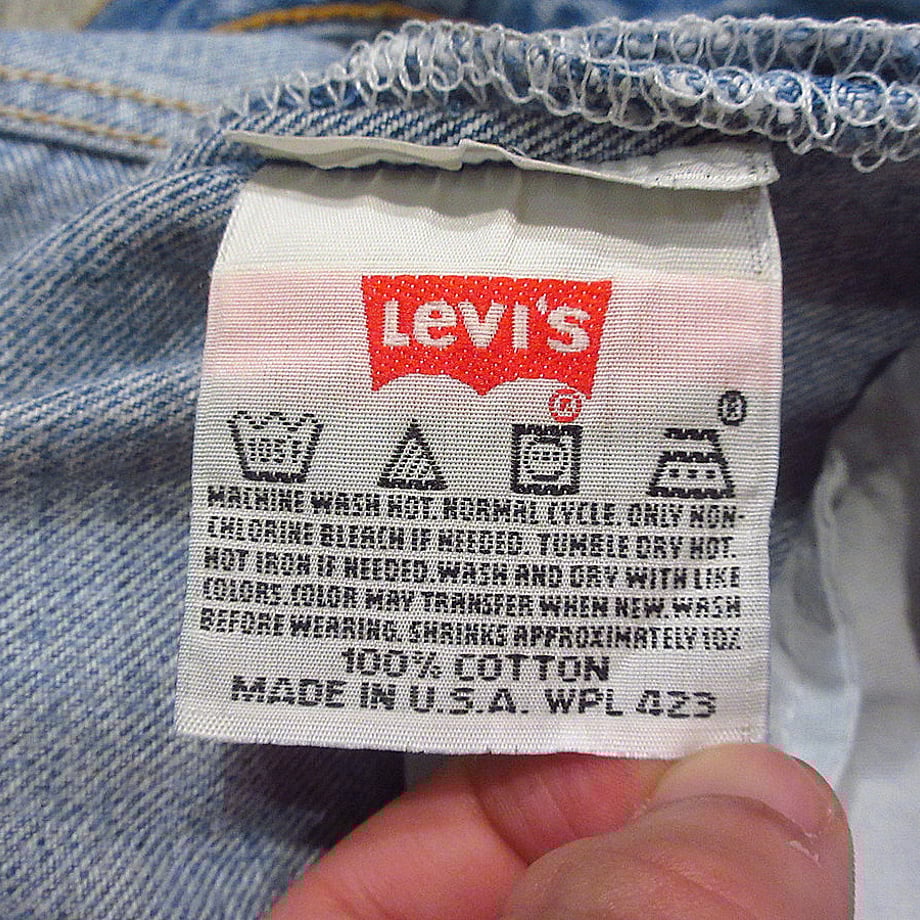 Levi's
®
®
105F
MACHINE WASH HOT. NORMAL CYCLE. ONLY NON-
CHLORINE BLEACH IF NEEDED. TUMBLE DRY HOT.
HOT IRON IF NEEDED. WASH AND DRY WITH LIKE
COLORS. COLOR MAY TRANSFER WHEN NEW. WASH
BEFORE WEARING. SHRINKS APPROXIMATELY 10%
100% COTTON
MADE IN U.S.A. WPL 423